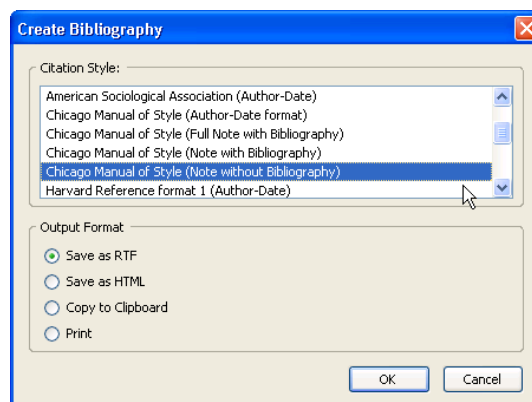 Create Bibliography
Citation Style:
American Sociological Association (Author-Date)
Chicago Manual of Style (Author-Date format)
Chicago Manual of Style (Full Note with Bibliography)
Chicago Manual of Style (Note with Bibliography)
Chicago Manual of Style (Note without Bibliography)
Harvard Reference format 1 (Author-Date)
Output Format
Save as RTF
Save as HTML
Copy to Clipboard
Print
OK
Cancel